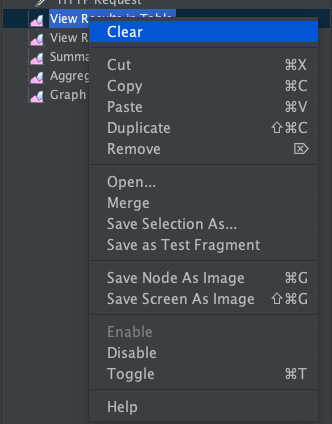 HTTP Request
View Results in Table
View R
Summa
Aggreg
Graph
Clear
Cut ⌘X
Copy ⌘C
Paste ⌘V
Duplicate ⇧⌘C
Remove ⌦
Open...
Merge
Save Selection As...
Save as Test Fragment
Save Node As Image ⌘G
Save Screen As Image ⇧⌘G
Enable
Disable
Toggle ⌘T
Help